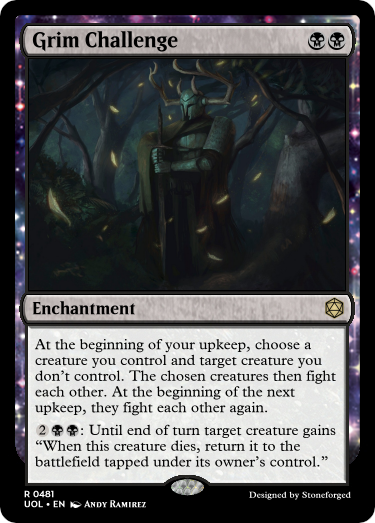 Grim Challenge
Enchantment
At the beginning of your upkeep, choose a
creature you control and target creature you
don't control. The chosen creatures then fight
each other. At the beginning of the next
upkeep, they fight each other again.
2: Until end of turn target creature gains
“When this creature dies, return it to the
battlefield tapped under its owner's control.”
R 0481
UOL • EN Andy Ramirez
Designed by Stoneforged